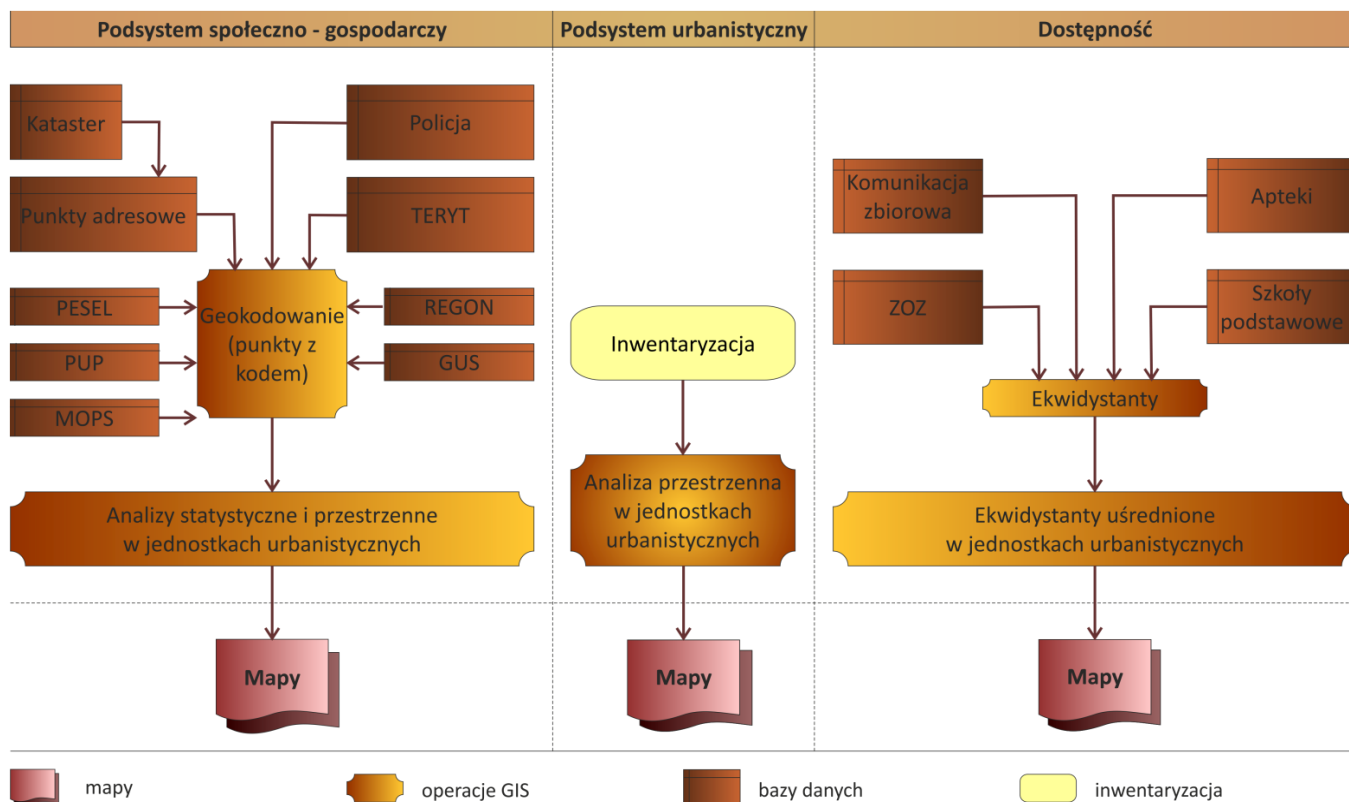 Podsystem społeczno - gospodarczy
Podsystem urbanistyczny
Dostępność
Kataster
Policja
Punkty adresowe
TERYT
PESEL
PUP
MOPS
Geokodowanie
(punkty z
kodem)
REGON
GUS
Analizy statystyczne i przestrzenne
w jednostkach urbanistycznych
Inwentaryzacja
Analiza przestrzenna
w jednostkach
urbanistycznych
Komunikacja
zbiorowa
Apteki
ZOZ
Szkoły
podstawowe
Ekwidystanty
Ekwidystanty uśrednione
w jednostkach urbanistycznych
Mapy
Mapy
Mapy
mapy
operacje GIS
bazy danych
inwentaryzacja